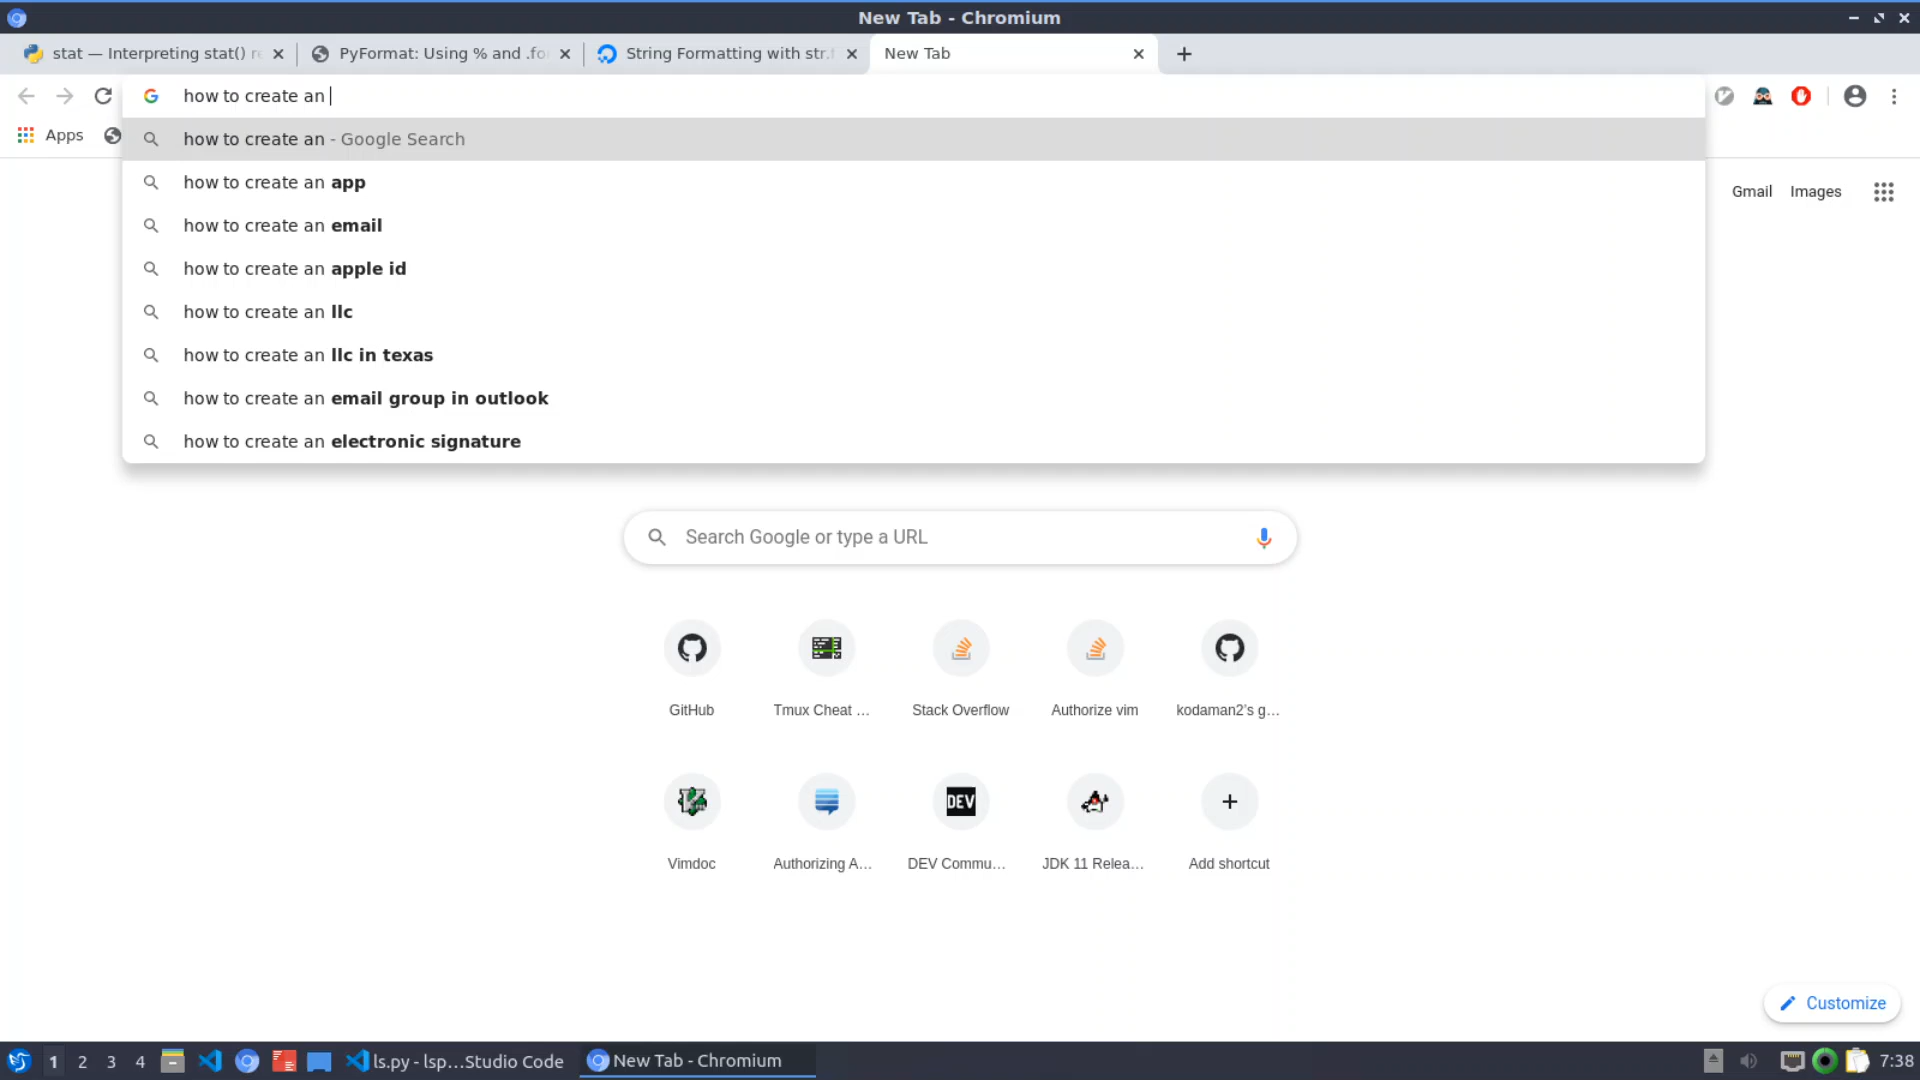 New Tab - Chromium
stat — Interpreting stat() re
PyFormat: Using % and .fo
String Formatting with str.f
New Tab
how to create an
Apps
how to create an - Google Search
how to create an app
how to create an email
how to create an apple id
how to create an llc
how to create an llc in texas
how to create an email group in outlook
how to create an electronic signature
Gmail Images
Search Google or type a URL
GitHub
Tmux Cheat ...
Stack Overflow
Authorize vim
kodaman2's g...
DEV
Vimdoc
Authorizing A...
DEV Commu...
JDK 11 Relea...
Add shortcut
Customize
1 2 3 4
ls.py - lsp...Studio Code
New Tab - Chromium
7:38